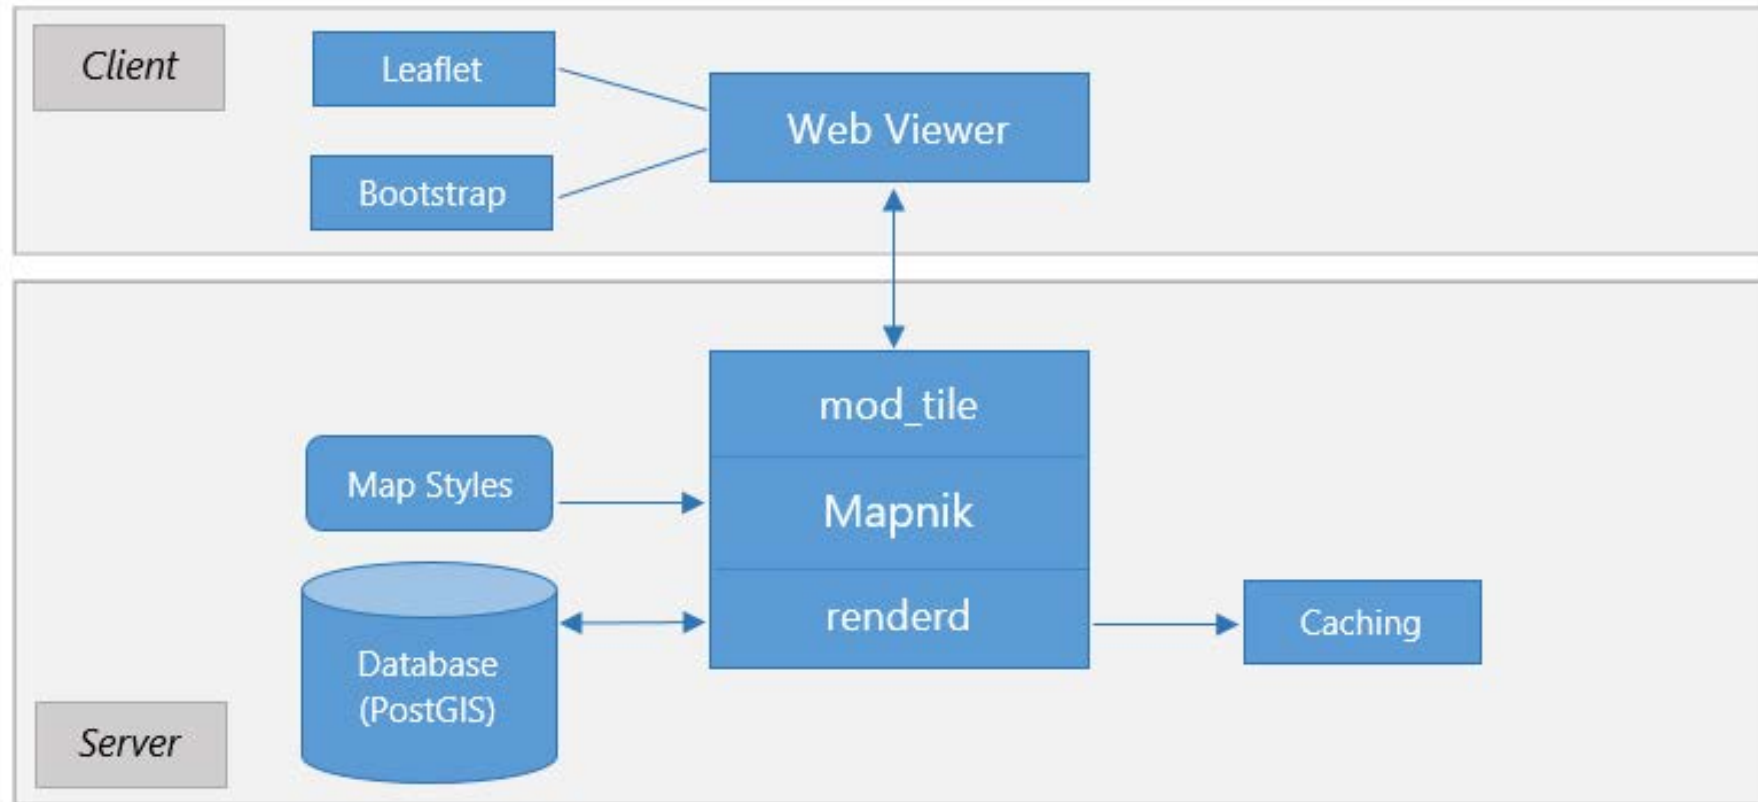 Client
Leaflet
Bootstrap
Web Viewer
mod_tile
Mapnik
renderd
Map Styles
Database
(PostGIS)
Caching
Server